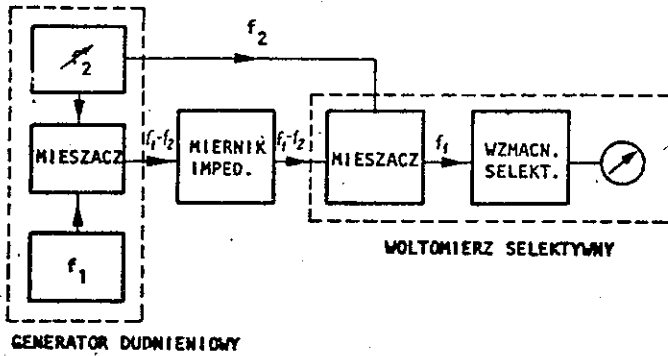 f₂
f₂
MIESZACZ
f₁-f₂
MIERNIK
IMPED.
f₁-f₂
MIESZACZ
f₁
WZMACN.
SELEKT.
f₁
WOLTOMIERZ SELEKTYWNY
GENERATOR DUDNIENIOWY